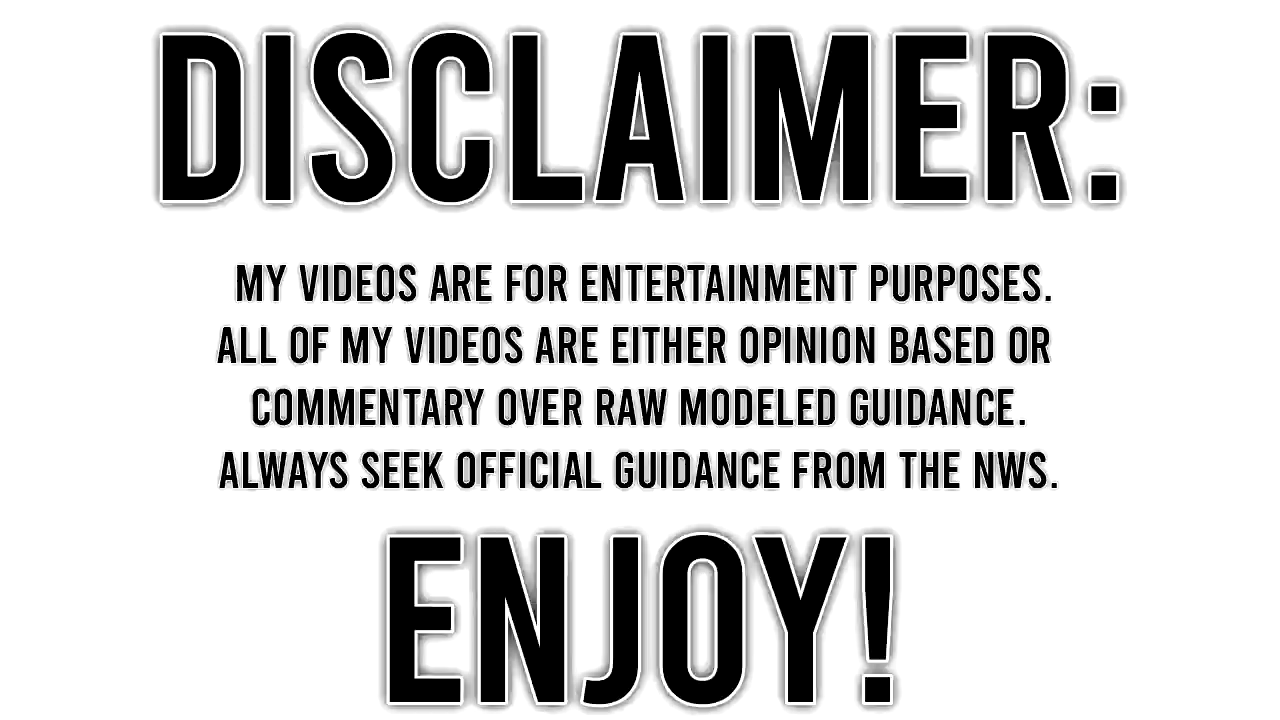 DISCLAIMER:
MY VIDEOS ARE FOR ENTERTAINMENT PURPOSES.
ALL OF MY VIDEOS ARE EITHER OPINION BASED OR
COMMENTARY OVER RAW MODELED GUIDANCE.
ALWAYS SEEK OFFICIAL GUIDANCE FROM THE NWS.
ENJOY!